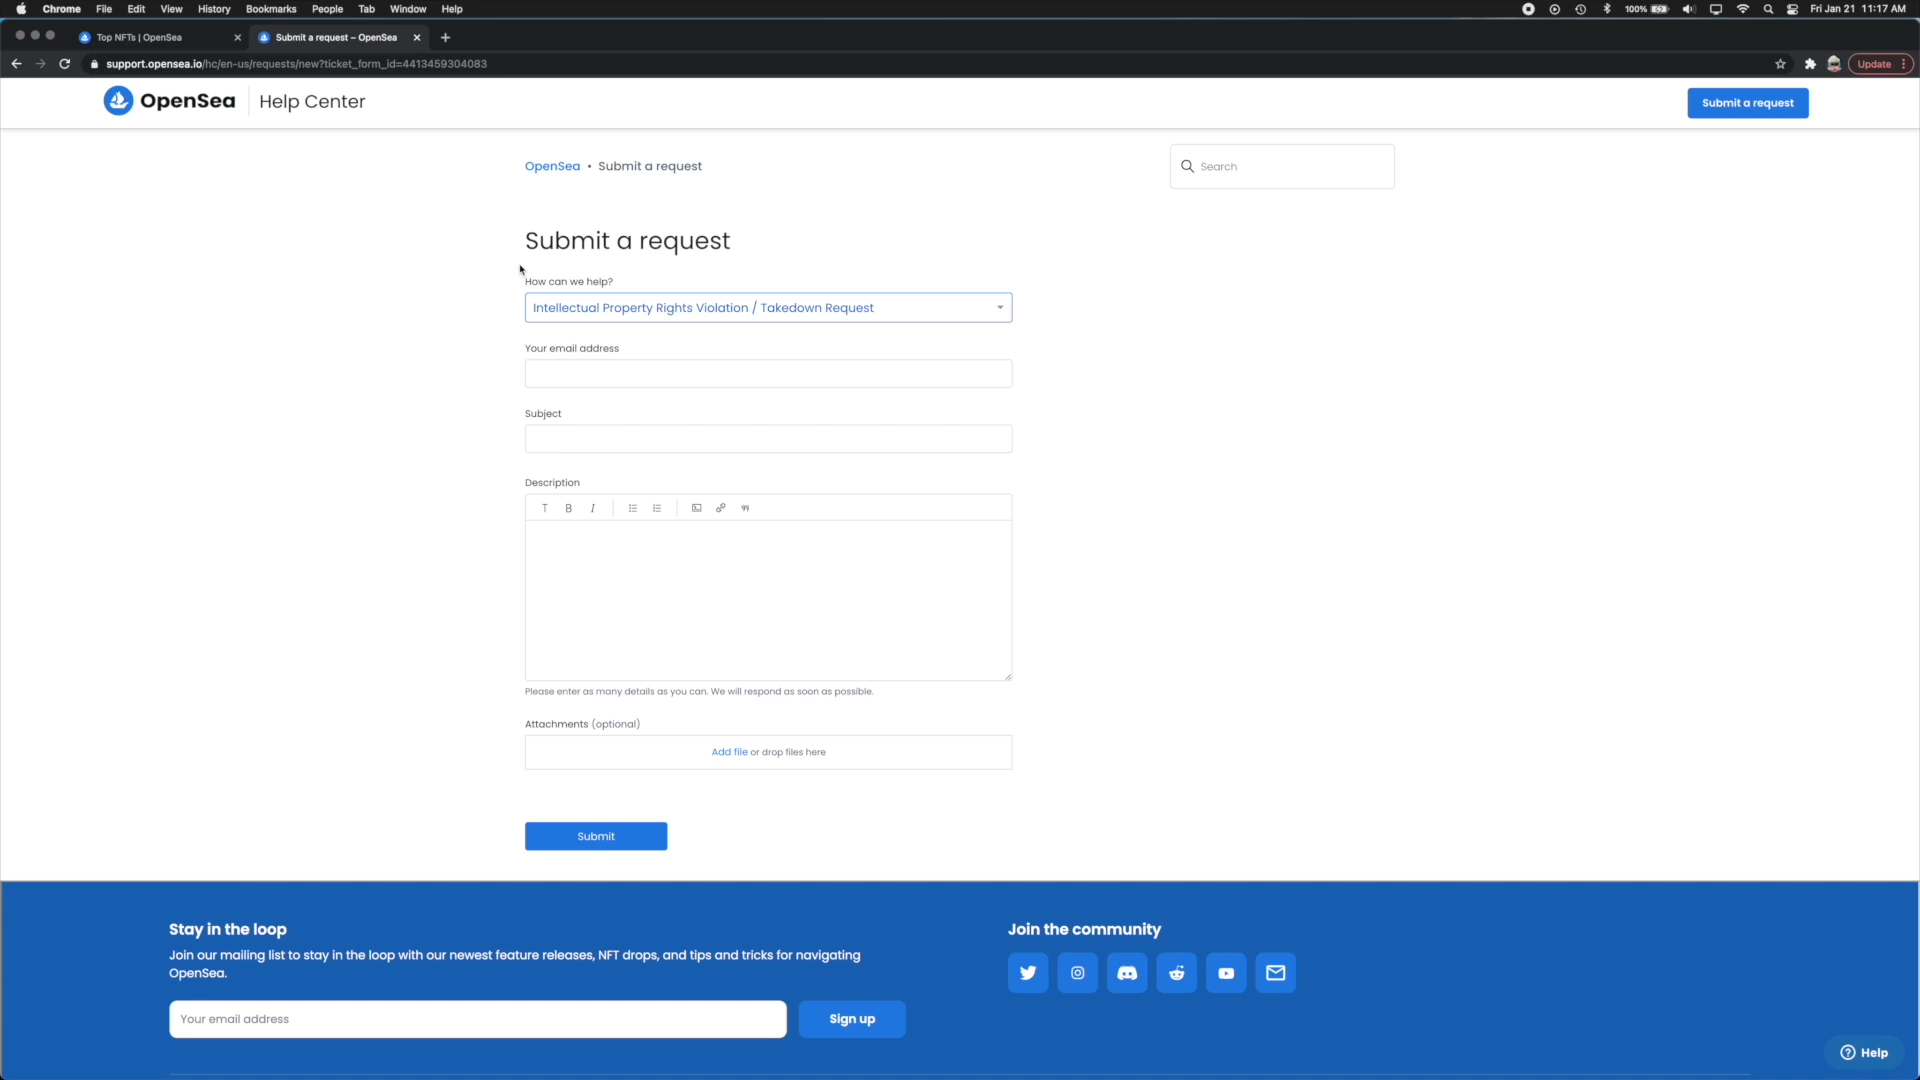 Chrome File Edit View History Bookmarks People Tab Window Help 100% Fri Jan 21 11:17 AM
Top NFTs | OpenSea Submit a request – OpenSea
support.opensea.io/hc/en-us/requests/new?ticket_form_id=4413459304083 Update
OpenSea Help Center Submit a request
OpenSea • Submit a request Search
Submit a request
How can we help?
Intellectual Property Rights Violation / Takedown Request
Your email address
Subject
Description
T B I
Please enter as many details as you can. We will respond as soon as possible.
Attachments (optional)
Add file or drop files here
Submit
Stay in the loop
Join our mailing list to stay in the loop with our newest feature releases, NFT drops, and tips and tricks for navigating
OpenSea.
Your email address Sign up
Join the community
Help